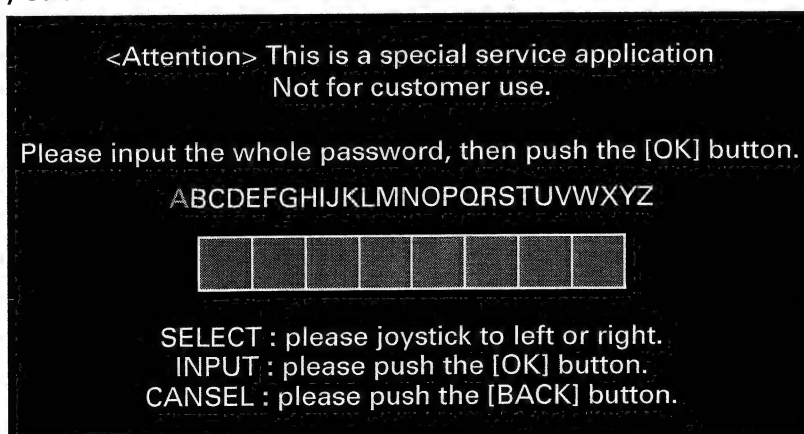 <Attention> This is a special service application
Not for customer use.
Please input the whole password, then push the [OK] button.
ABCDEFGHIJKLMNOPQRSTUVWXYZ
SELECT : please joystick to left or right.
INPUT : please push the [OK] button.
CANSEL : please push the [BACK] button.